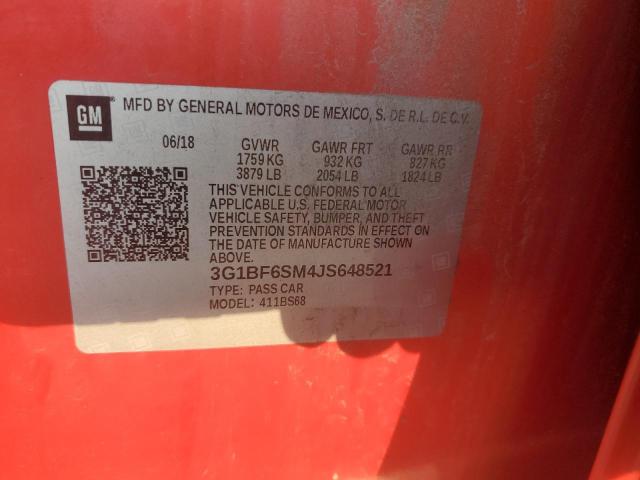 GM MFD BY GENERAL MOTORS DE MEXICO, S. DE R.L. DE C.V.
06/18 GVWR GAWR FRT GAWR RR
1759 KG 932 KG 827 KG
3879 LB 2054 LB 1824 LB
THIS VEHICLE CONFORMS TO ALL
APPLICABLE U.S. FEDERAL MOTOR
VEHICLE SAFETY, BUMPER, AND THEFT
PREVENTION STANDARDS IN EFFECT ON
THE DATE OF MANUFACTURE SHOWN
ABOVE.
3G1BF6SM4JS648521
TYPE: PASS CAR
MODEL: 411BS68